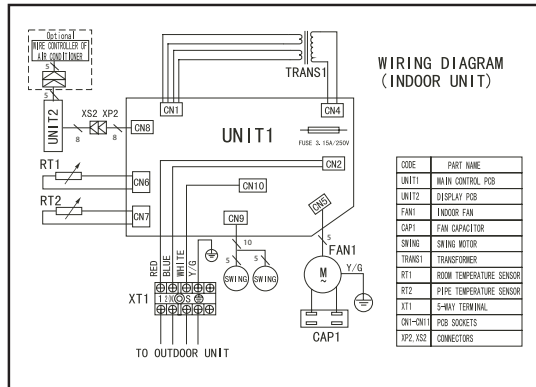 Optional
WIRE CONTROLLER OF
AIR CONDITIONER
5
5
UNIT2
XS2 XP2
8
8
CN8
CN1
TRANS1
CN4
WIRING DIAGRAM
(INDOOR UNIT)
UNIT1
FUSE 3.15A/250V
CN2
RT1
CN6
CN10
RT2
CN7
CN9
CN5
10
5
5
5
SWING
SWING
FAN1
M
~
Y/G
CAP1
RED
BLUE
WHITE
Y/G
XT1
S
TO OUTDOOR UNIT
CODE PART NAME
UNIT1 MAIN CONTROL PCB
UNIT2 DISPLAY PCB
FAN1 INDOOR FAN
CAP1 FAN CAPACITOR
SWING SWING MOTOR
TRANS1 TRANSFORMER
RT1 ROOM TEMPERATURE SENSOR
RT2 PIPE TEMPERATURE SENSOR
XT1 5-WAY TERMINAL
CN1-CN11 PCB SOCKETS
XP2,XS2 CONNECTORS